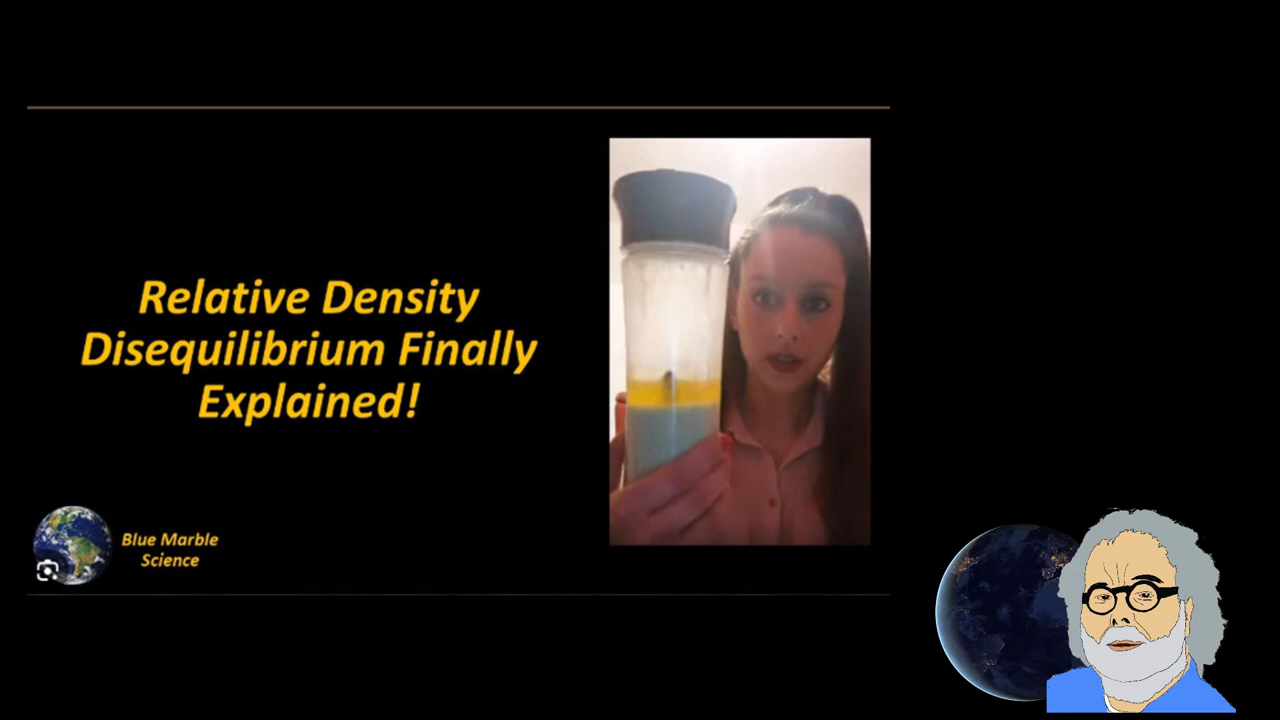 Relative Density
Disequilibrium Finally
Explained!
Blue Marble
Science